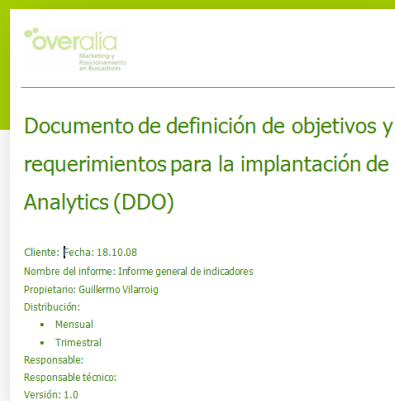 overalia
Marketing y
Posicionamiento
en Buscadores
Documento de definición de objetivos y
requerimientos para la implantación de
Analytics (DDO)
Cliente: Fecha: 18.10.08
Nombre del informe: Informe general de indicadores
Propietario: Guillermo Vilarroig
Distribución:
• Mensual
• Trimestral
Responsable:
Responsable técnico:
Versión: 1.0